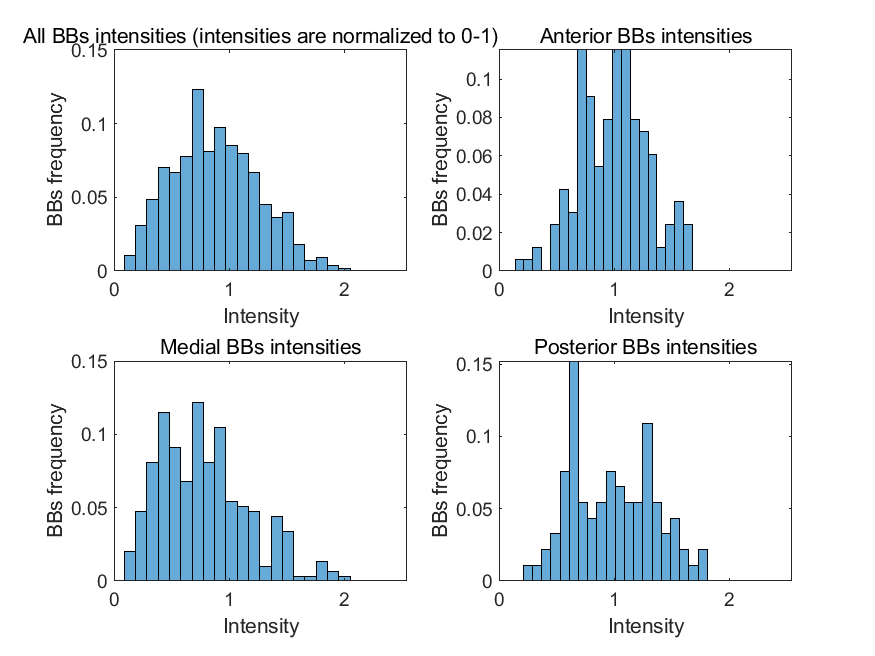 All BBs intensities (intensities are normalized to 0-1)
0.15
0.1
0.05
0
BBs frequency
0 1 2
Intensity
Anterior BBs intensities
0.1
0.08
0.06
0.04
0.02
0
BBs frequency
0 1 2
Intensity
Medial BBs intensities
0.15
0.1
0.05
0
BBs frequency
0 1 2
Intensity
Posterior BBs intensities
0.15
0.1
0.05
0
BBs frequency
0 1 2
Intensity